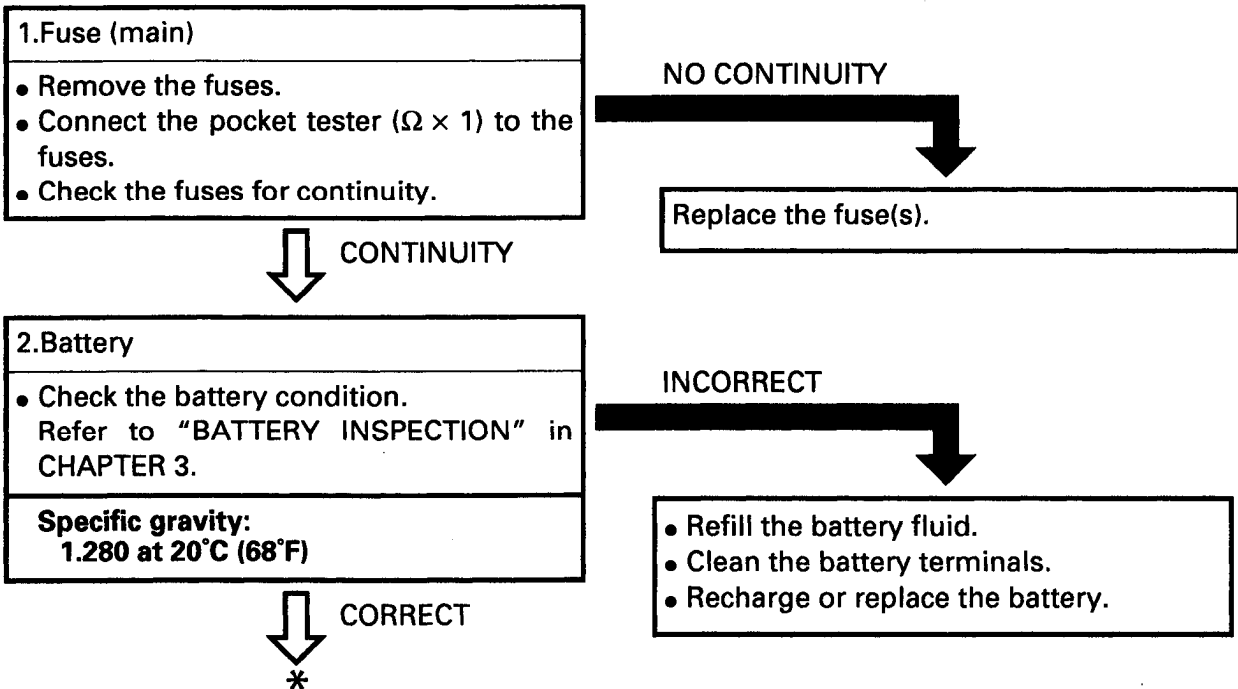 1.Fuse (main)
• Remove the fuses.
• Connect the pocket tester (Ω × 1) to the
fuses.
• Check the fuses for continuity.
NO CONTINUITY
Replace the fuse(s).
CONTINUITY
2.Battery
• Check the battery condition.
Refer to "BATTERY INSPECTION" in
CHAPTER 3.
Specific gravity:
1.280 at 20°C (68°F)
INCORRECT
• Refill the battery fluid.
• Clean the battery terminals.
• Recharge or replace the battery.
CORRECT
*